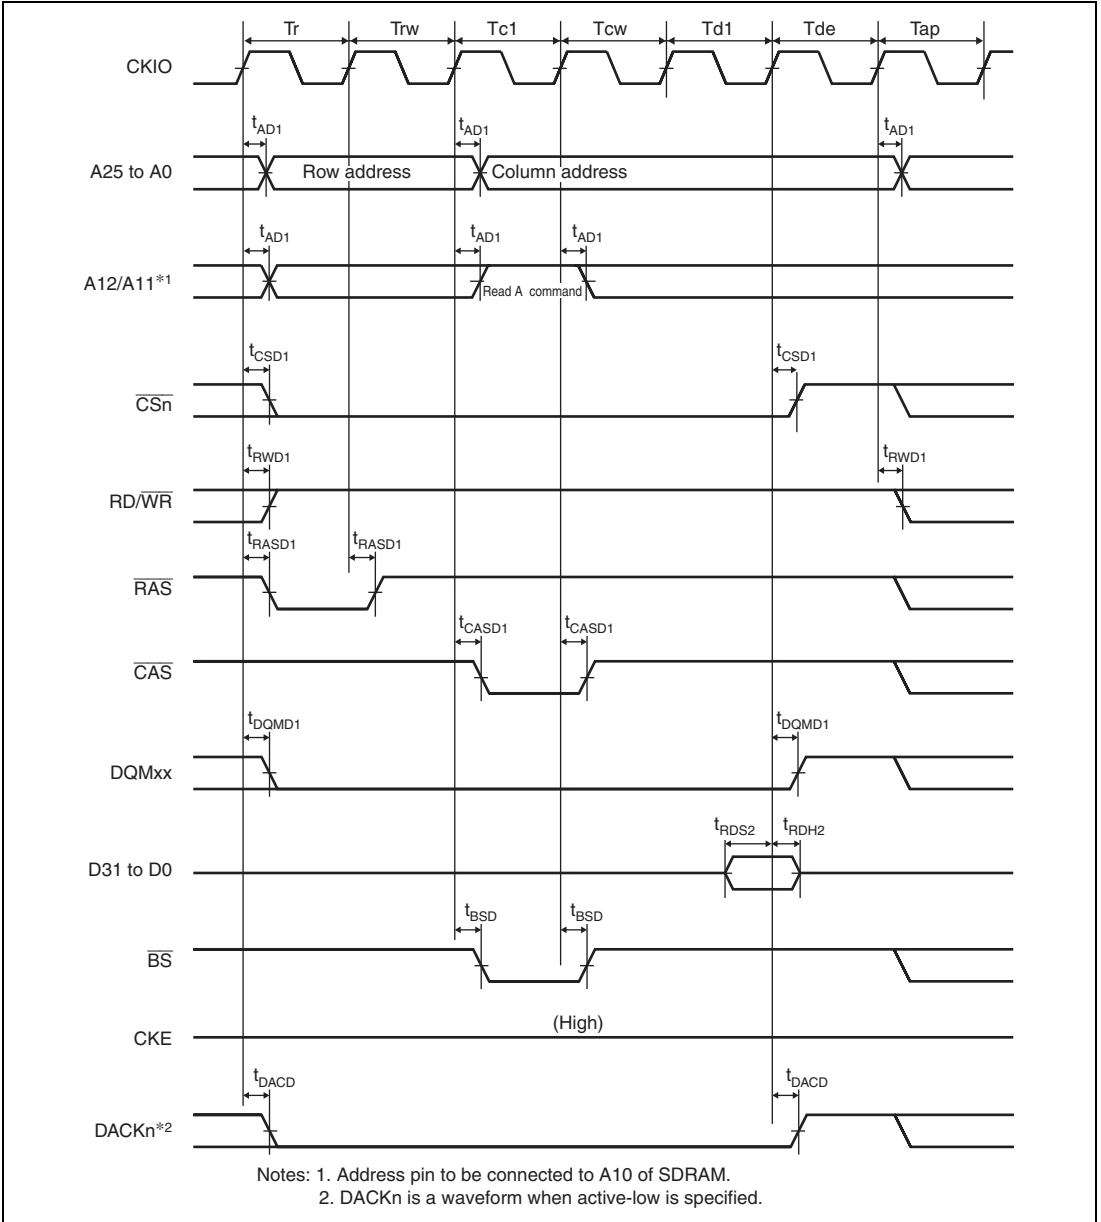 Tr Trw Tc1 Tcw Td1 Tde Tap
CKIO
tAD1 tAD1 tAD1
A25 to A0 Row address Column address
tAD1 tAD1 tAD1
A12/A11*1 Read A command
tCSD1 tCSD1
CSn
tRWD1 tRWD1
RD/WR
tRASD1 tRASD1
RAS
tCASD1 tCASD1
CAS
tDQMD1 tDQMD1
DQMxx
tRDS2 tRDH2
D31 to D0
tBSD tBSD
BS
(High)
CKE
tDACD tDACD
DACKn*2
Notes: 1. Address pin to be connected to A10 of SDRAM.
2. DACKn is a waveform when active-low is specified.